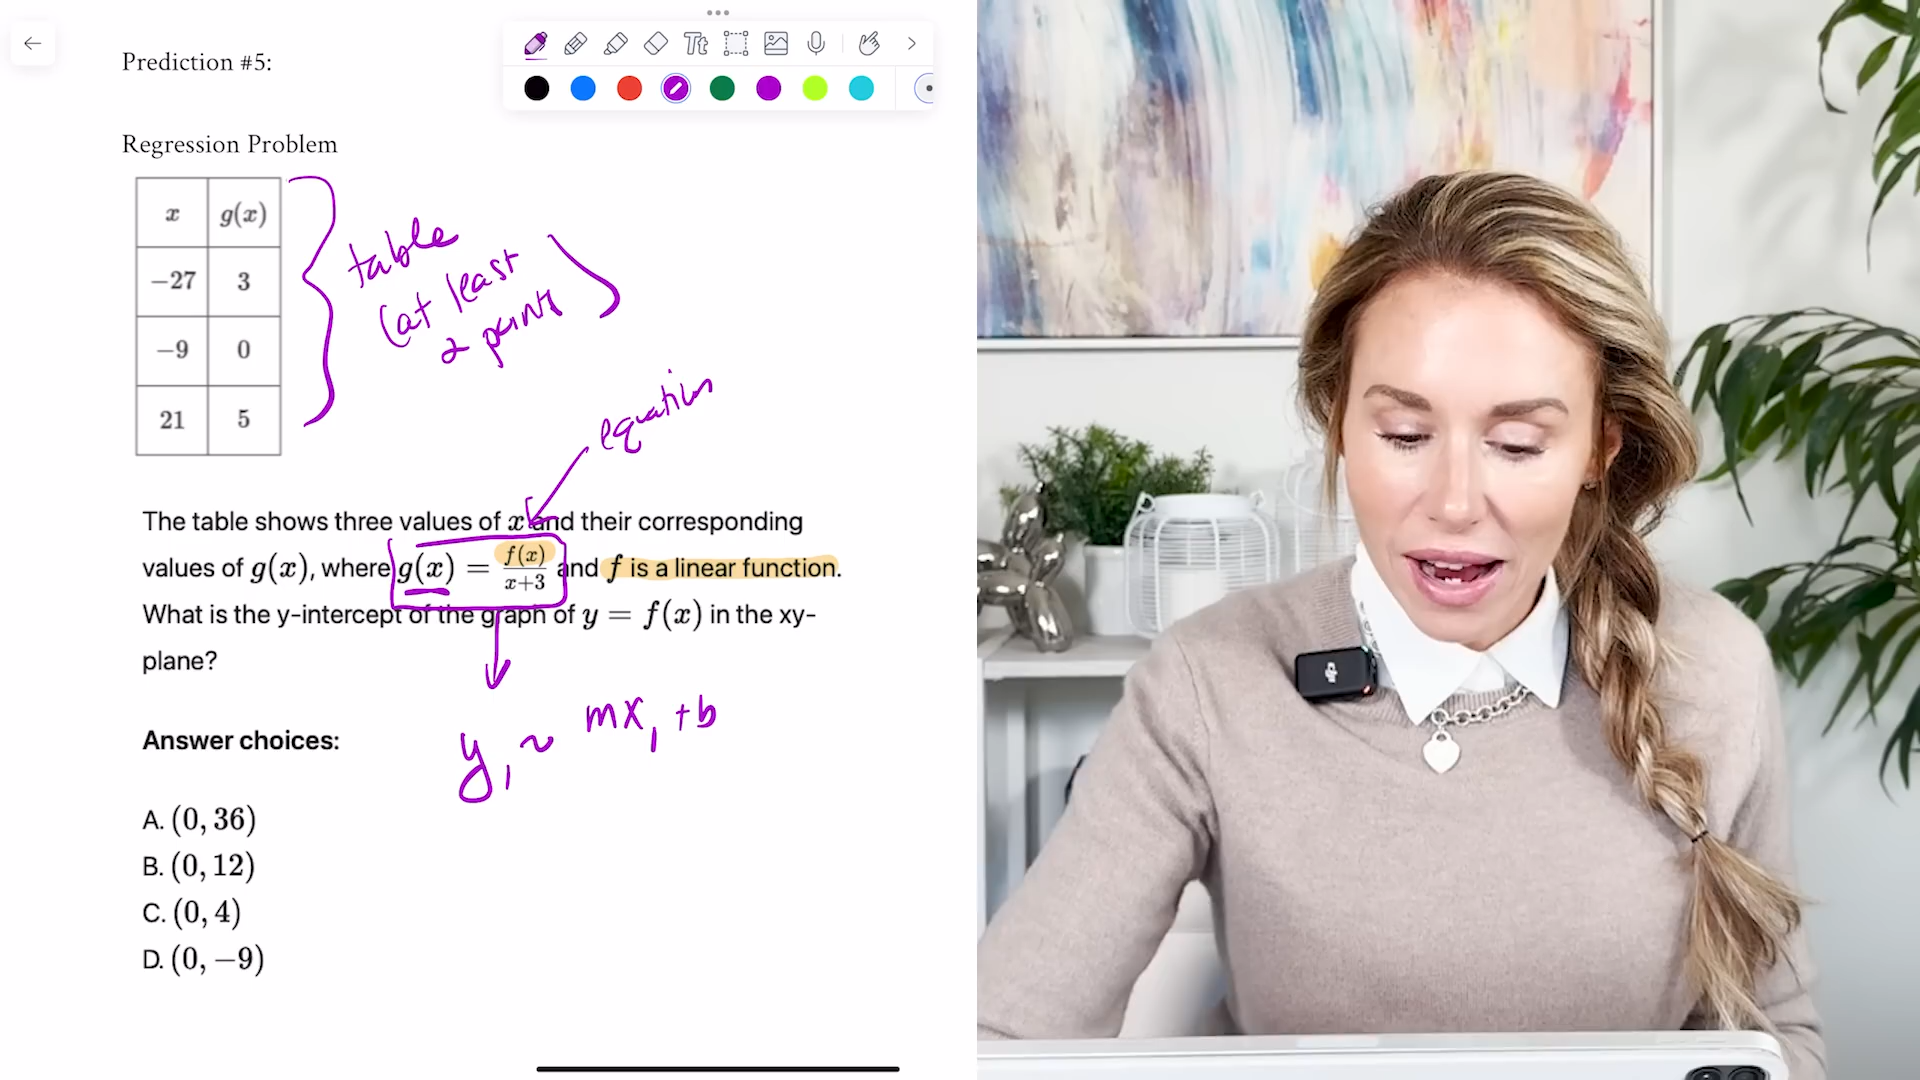 Prediction #5:
Tt
Regression Problem
x g(x)
−27 3
−9 0
21 5
table
(at least
2 points
)
equation
The table shows three values of x and their corresponding
values of g(x), where g(x) = f(x)/x+3 and f is a linear function.
What is the y-intercept of the graph of y = f(x) in the xy-
plane?
y₁ ~ mx₁ + b
Answer choices:
A. (0, 36)
B. (0, 12)
C. (0, 4)
D. (0, −9)